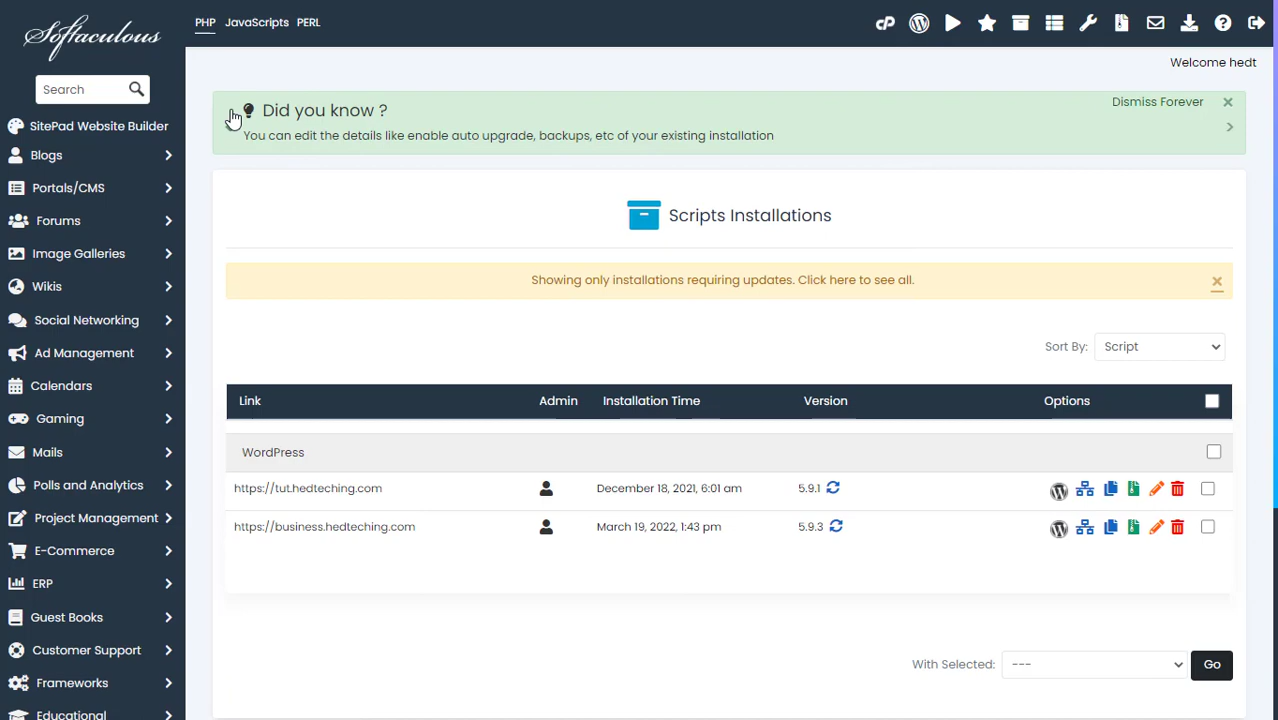 Softaculous
PHP JavaScripts PERL
cP
Search
Welcome hedt
Did you know ?
Dismiss Forever
You can edit the details like enable auto upgrade, backups, etc of your existing installation
SitePad Website Builder
Blogs
Portals/CMS
Forums
Image Galleries
Wikis
Social Networking
Ad Management
Calendars
Gaming
Mails
Polls and Analytics
Project Management
E-Commerce
ERP
Guest Books
Customer Support
Frameworks
Educational
Scripts Installations
Showing only installations requiring updates. Click here to see all.
Sort By: Script
Link Admin Installation Time Version Options
WordPress
https://tut.hedteching.com December 18, 2021, 6:01 am 5.9.1
https://business.hedteching.com March 19, 2022, 1:43 pm 5.9.3
With Selected: --- Go